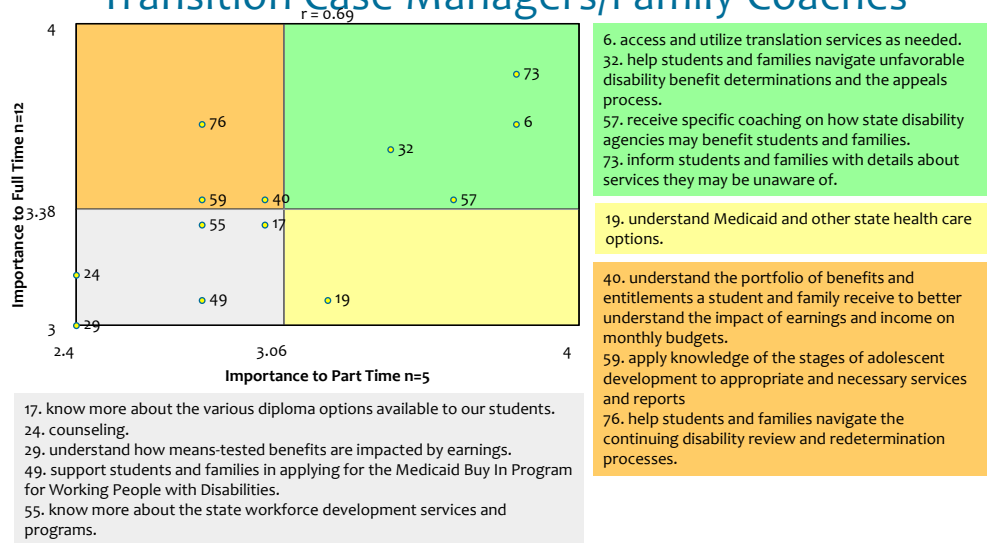 Transition Case Managers/Family Coaches
r = 0.69
4
73
76
6
32
59
40
57
3.38
55
17
24
49
19
3
29
2.4
3.06
4
Importance to Full Time n=12
Importance to Part Time n=5
6. access and utilize translation services as needed.
32. help students and families navigate unfavorable
disability benefit determinations and the appeals
process.
57. receive specific coaching on how state disability
agencies may benefit students and families.
73. inform students and families with details about
services they may be unaware of.
19. understand Medicaid and other state health care
options.
40. understand the portfolio of benefits and
entitlements a student and family receive to better
understand the impact of earnings and income on
monthly budgets.
59. apply knowledge of the stages of adolescent
development to appropriate and necessary services
and reports
76. help students and families navigate the
continuing disability review and redetermination
processes.
17. know more about the various diploma options available to our students.
24. counseling.
29. understand how means-tested benefits are impacted by earnings.
49. support students and families in applying for the Medicaid Buy In Program
for Working People with Disabilities.
55. know more about the state workforce development services and
programs.